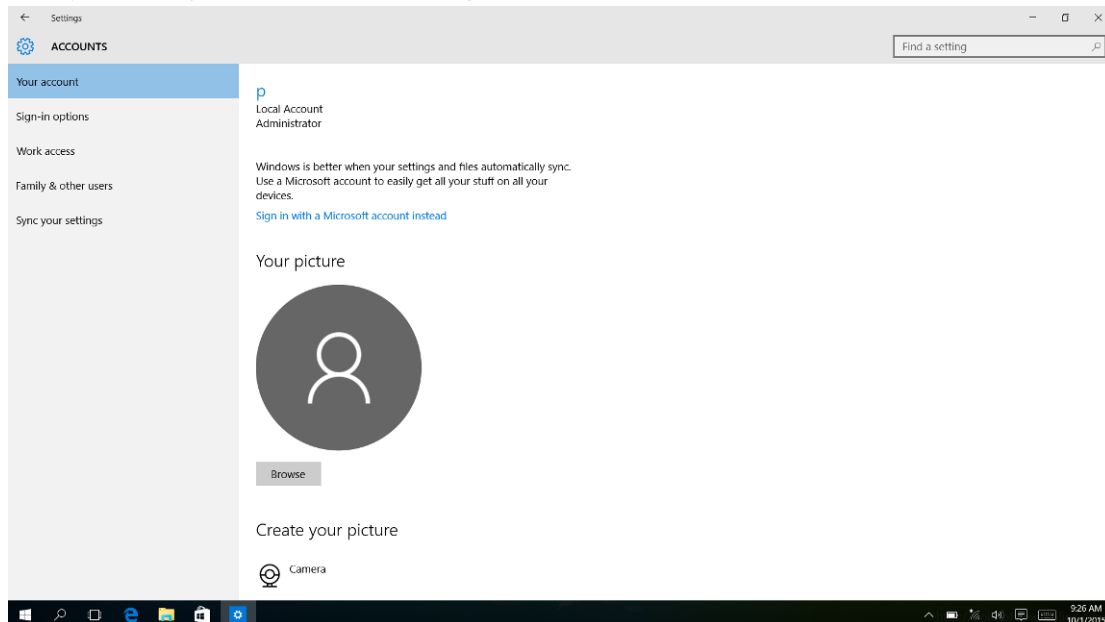 Settings
ACCOUNTS
Find a setting
Your account
Sign-in options
Work access
Family & other users
Sync your settings
p
Local Account
Administrator
Windows is better when your settings and files automatically sync.
Use a Microsoft account to easily get all your stuff on all your
devices.
Sign in with a Microsoft account instead
Your picture
Browse
Create your picture
Camera
9:26 AM
10/1/2015